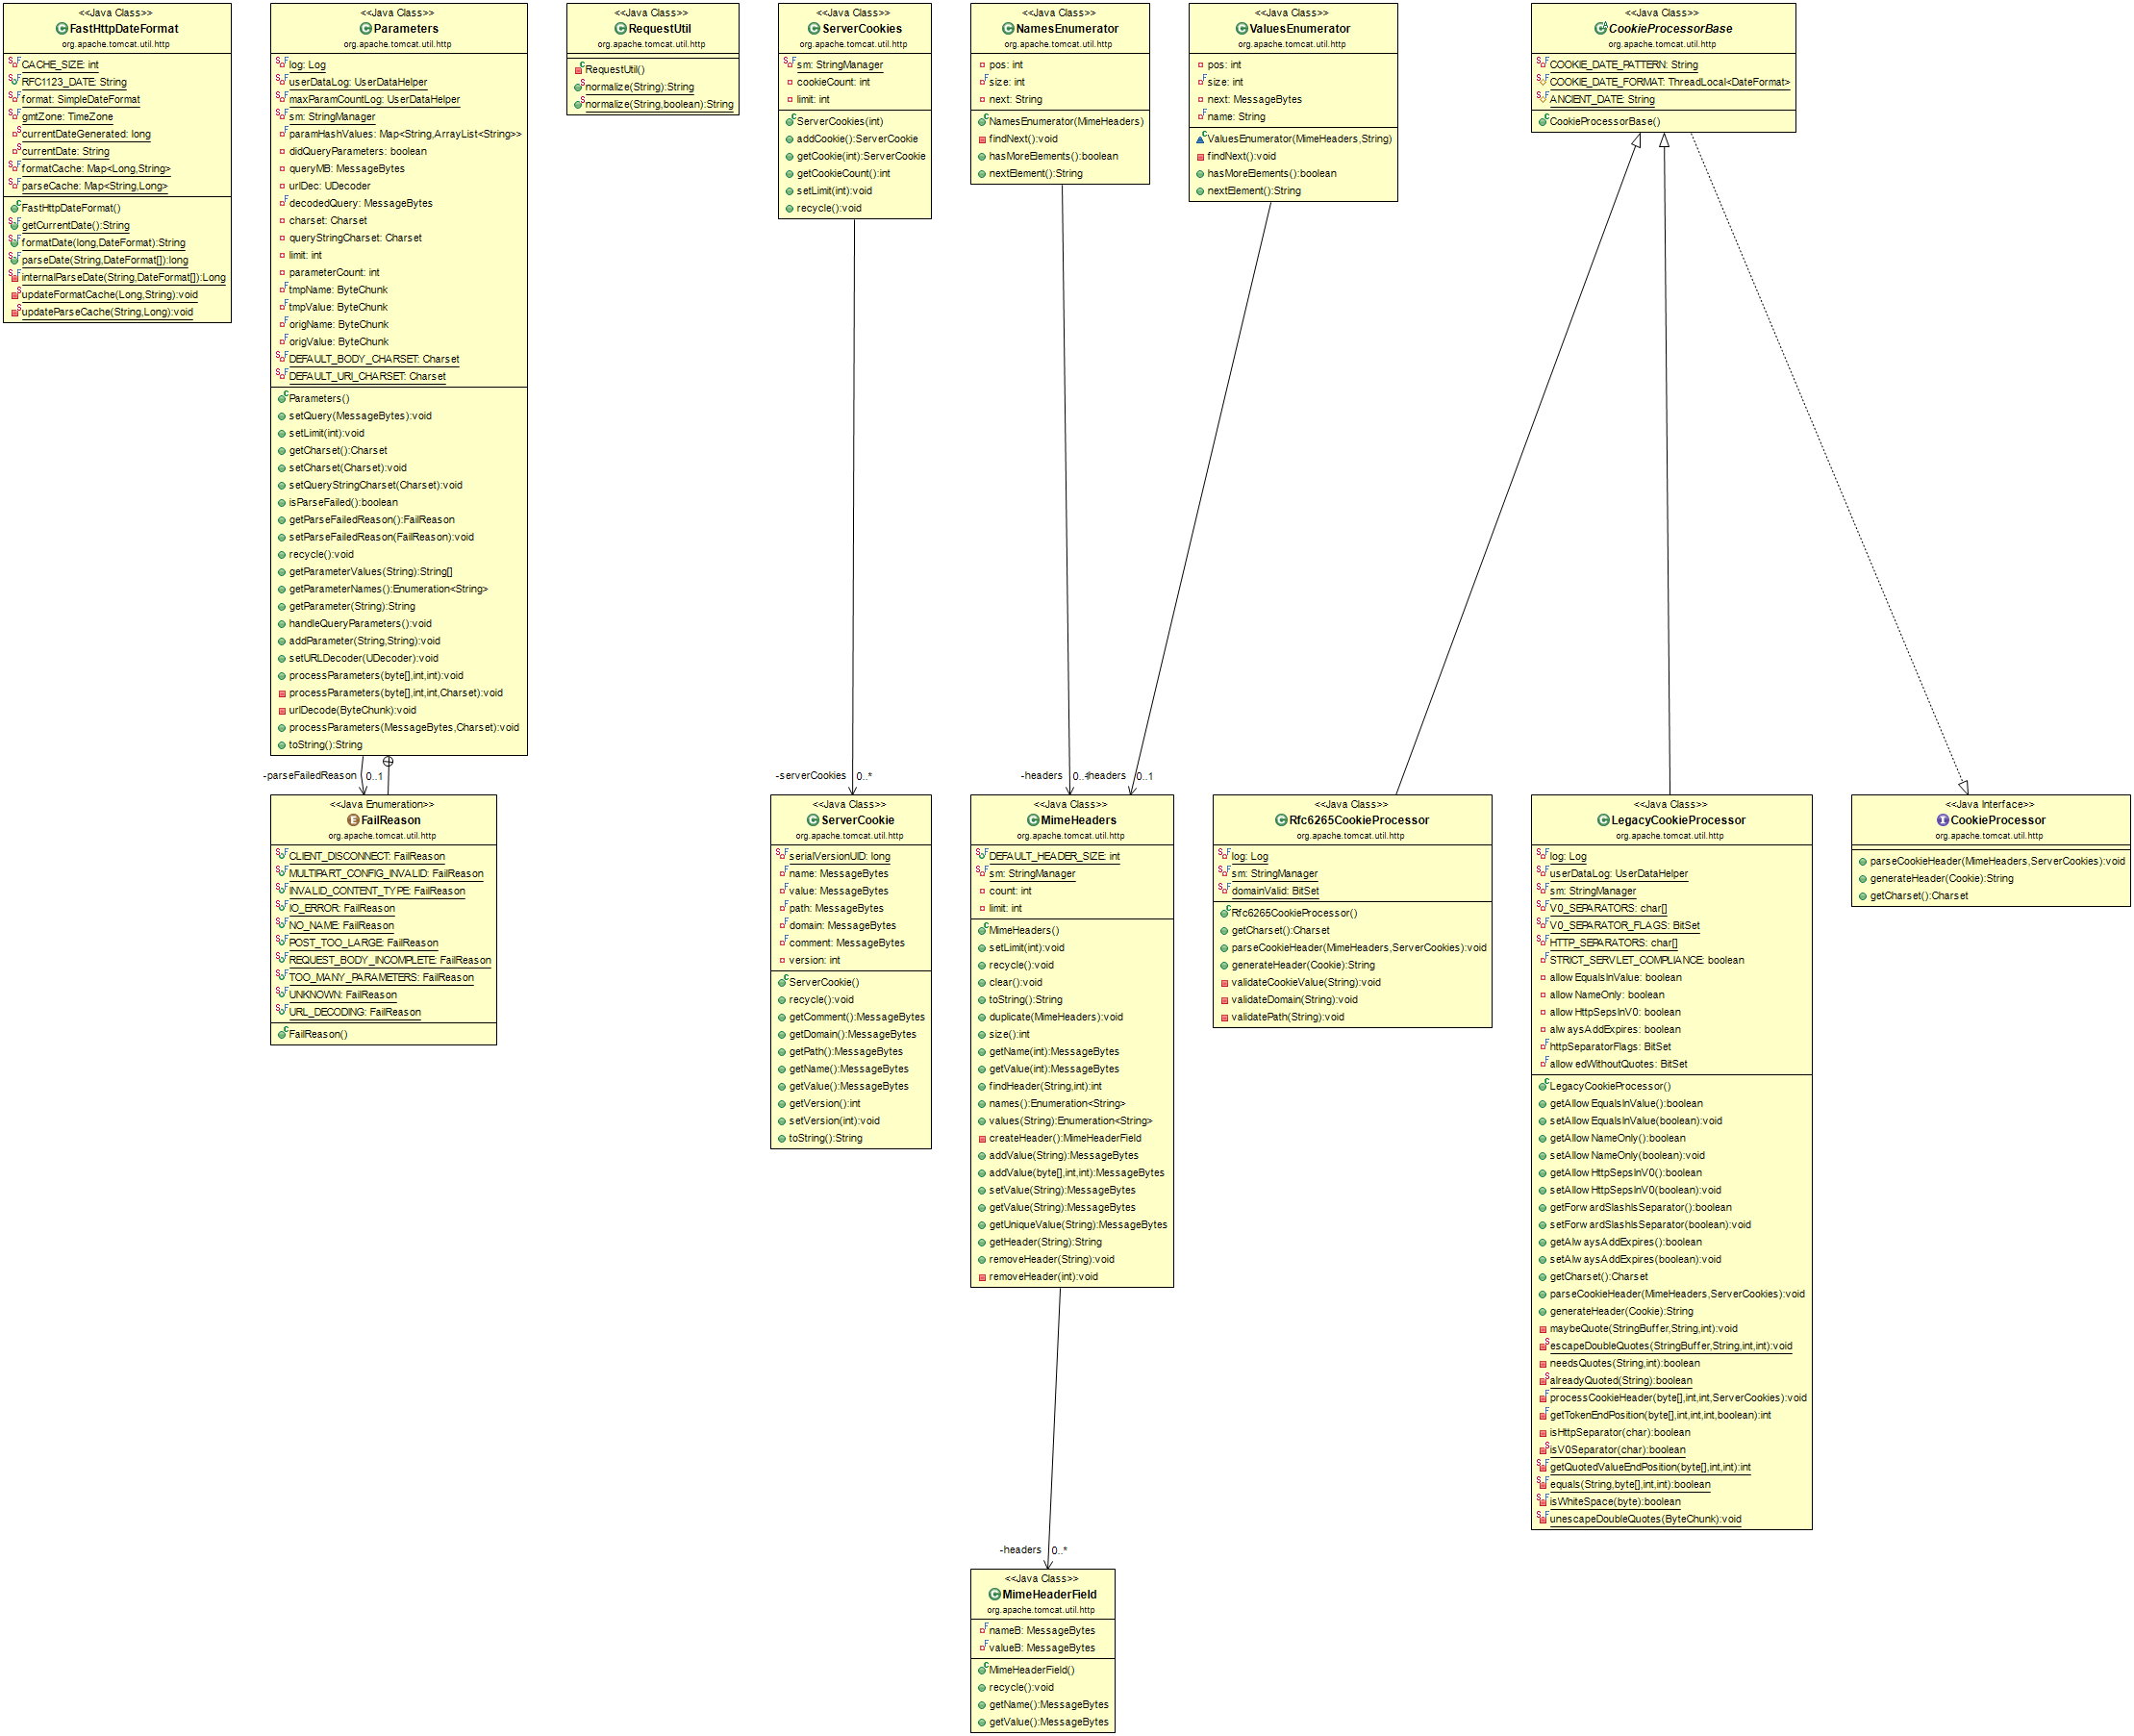 <<Java Class>>
FastHttpDateFormat
org.apache.tomcat.util.http
CACHE_SIZE: int
RFC1123_DATE: String
format: SimpleDateFormat
gmtZone: TimeZone
currentDateGenerated: long
currentDate: String
formatCache: Map<Long,String>
parseCache: Map<String,Long>
FastHttpDateFormat()
getCurrentDate():String
formatDate(long,DateFormat):String
parseDate(String,DateFormat[]):long
internalParseDate(String,DateFormat[]):Long
updateFormatCache(Long,String):void
updateParseCache(String,Long):void
<<Java Class>>
Parameters
org.apache.tomcat.util.http
log: Log
userDataLog: UserDataHelper
maxParamCountLog: UserDataHelper
sm: StringManager
paramHashValues: Map<String,ArrayList<String>>
didQueryParameters: boolean
queryMB: MessageBytes
urlDec: UDecoder
decodedQuery: MessageBytes
charset: Charset
queryStringCharset: Charset
limit: int
parameterCount: int
tmpName: ByteChunk
tmpValue: ByteChunk
origName: ByteChunk
origValue: ByteChunk
DEFAULT_BODY_CHARSET: Charset
DEFAULT_URI_CHARSET: Charset
Parameters()
setQuery(MessageBytes):void
setLimit(int):void
getCharset():Charset
setCharset(Charset):void
setQueryStringCharset(Charset):void
isParseFailed():boolean
getParseFailedReason():FailReason
setParseFailedReason(FailReason):void
recycle():void
getParameterValues(String):String[]
getParameterNames():Enumeration<String>
getParameter(String):String
handleQueryParameters():void
addParameter(String,String):void
setURLDecoder(UDecoder):void
processParameters(byte[],int,int):void
processParameters(byte[],int,int,Charset):void
urlDecode(ByteChunk):void
processParameters(MessageBytes,Charset):void
toString():String
<<Java Class>>
RequestUtil
org.apache.tomcat.util.http
RequestUtil()
normalize(String):String
normalize(String,boolean):String
<<Java Class>>
ServerCookies
org.apache.tomcat.util.http
sm: StringManager
cookieCount: int
limit: int
ServerCookies(int)
addCookie():ServerCookie
getCookie(int):ServerCookie
getCookieCount():int
setLimit(int):void
recycle():void
<<Java Class>>
NamesEnumerator
org.apache.tomcat.util.http
pos: int
size: int
next: String
NamesEnumerator(MimeHeaders)
findNext():void
hasMoreElements():boolean
nextElement():String
<<Java Class>>
ValuesEnumerator
org.apache.tomcat.util.http
pos: int
size: int
next: MessageBytes
name: String
ValuesEnumerator(MimeHeaders,String)
findNext():void
hasMoreElements():boolean
nextElement():String
<<Java Class>>
CookieProcessorBase
org.apache.tomcat.util.http
COOKIE_DATE_PATTERN: String
COOKIE_DATE_FORMAT: ThreadLocal<DateFormat>
ANCIENT_DATE: String
CookieProcessorBase()
-parseFailedReason 0..1
-serverCookies 0..*
-headers 0..1
-headers 0..1
<<Java Enumeration>>
FailReason
org.apache.tomcat.util.http
CLIENT_DISCONNECT: FailReason
MULTIPART_CONFIG_INVALID: FailReason
INVALID_CONTENT_TYPE: FailReason
IO_ERROR: FailReason
NO_NAME: FailReason
POST_TOO_LARGE: FailReason
REQUEST_BODY_INCOMPLETE: FailReason
TOO_MANY_PARAMETERS: FailReason
UNKNOWN: FailReason
URL_DECODING: FailReason
FailReason()
<<Java Class>>
ServerCookie
org.apache.tomcat.util.http
serialVersionUID: long
name: MessageBytes
value: MessageBytes
path: MessageBytes
domain: MessageBytes
comment: MessageBytes
version: int
ServerCookie()
recycle():void
getComment():MessageBytes
getDomain():MessageBytes
getPath():MessageBytes
getName():MessageBytes
getValue():MessageBytes
getVersion():int
setVersion(int):void
toString():String
<<Java Class>>
MimeHeaders
org.apache.tomcat.util.http
DEFAULT_HEADER_SIZE: int
sm: StringManager
count: int
limit: int
MimeHeaders()
setLimit(int):void
recycle():void
clear():void
toString():String
duplicate(MimeHeaders):void
size():int
getName(int):MessageBytes
getValue(int):MessageBytes
findHeader(String,int):int
names():Enumeration<String>
values(String):Enumeration<String>
createHeader():MimeHeaderField
addValue(String):MessageBytes
addValue(byte[],int,int):MessageBytes
setValue(String):MessageBytes
getValue(String):MessageBytes
getUniqueValue(String):MessageBytes
getHeader(String):String
removeHeader(String):void
removeHeader(int):void
<<Java Class>>
Rfc6265CookieProcessor
org.apache.tomcat.util.http
log: Log
sm: StringManager
domainValid: BitSet
Rfc6265CookieProcessor()
getCharset():Charset
parseCookieHeader(MimeHeaders,ServerCookies):void
generateHeader(Cookie):String
validateCookieValue(String):void
validateDomain(String):void
validatePath(String):void
<<Java Class>>
LegacyCookieProcessor
org.apache.tomcat.util.http
log: Log
userDataLog: UserDataHelper
sm: StringManager
V0_SEPARATORS: char[]
V0_SEPARATOR_FLAGS: BitSet
HTTP_SEPARATORS: char[]
STRICT_SERVLET_COMPLIANCE: boolean
allowEqualsInValue: boolean
allowNameOnly: boolean
allowHttpSepsInV0: boolean
alwaysAddExpires: boolean
httpSeparatorFlags: BitSet
allowedWithoutQuotes: BitSet
LegacyCookieProcessor()
getAllowEqualsInValue():boolean
setAllowEqualsInValue(boolean):void
getAllowNameOnly():boolean
setAllowNameOnly(boolean):void
getAllowHttpSepsInV0():boolean
setAllowHttpSepsInV0(boolean):void
getForwardSlashIsSeparator():boolean
setForwardSlashIsSeparator(boolean):void
getAlwaysAddExpires():boolean
setAlwaysAddExpires(boolean):void
getCharset():Charset
parseCookieHeader(MimeHeaders,ServerCookies):void
generateHeader(Cookie):String
maybeQuote(StringBuffer,String,int):void
escapeDoubleQuotes(StringBuffer,String,int,int):void
needsQuotes(String,int):boolean
alreadyQuoted(String):boolean
processCookieHeader(byte[],int,int,ServerCookies):void
getTokenEndPosition(byte[],int,int,int,boolean):int
isHttpSeparator(char):boolean
isV0Separator(char):boolean
getQuotedValueEndPosition(byte[],int,int):int
equals(String,byte[],int,int):boolean
isWhiteSpace(byte):boolean
unescapeDoubleQuotes(ByteChunk):void
<<Java Interface>>
CookieProcessor
org.apache.tomcat.util.http
parseCookieHeader(MimeHeaders,ServerCookies):void
generateHeader(Cookie):String
getCharset():Charset
-headers 0..*
<<Java Class>>
MimeHeaderField
org.apache.tomcat.util.http
nameB: MessageBytes
valueB: MessageBytes
MimeHeaderField()
recycle():void
getName():MessageBytes
getValue():MessageBytes